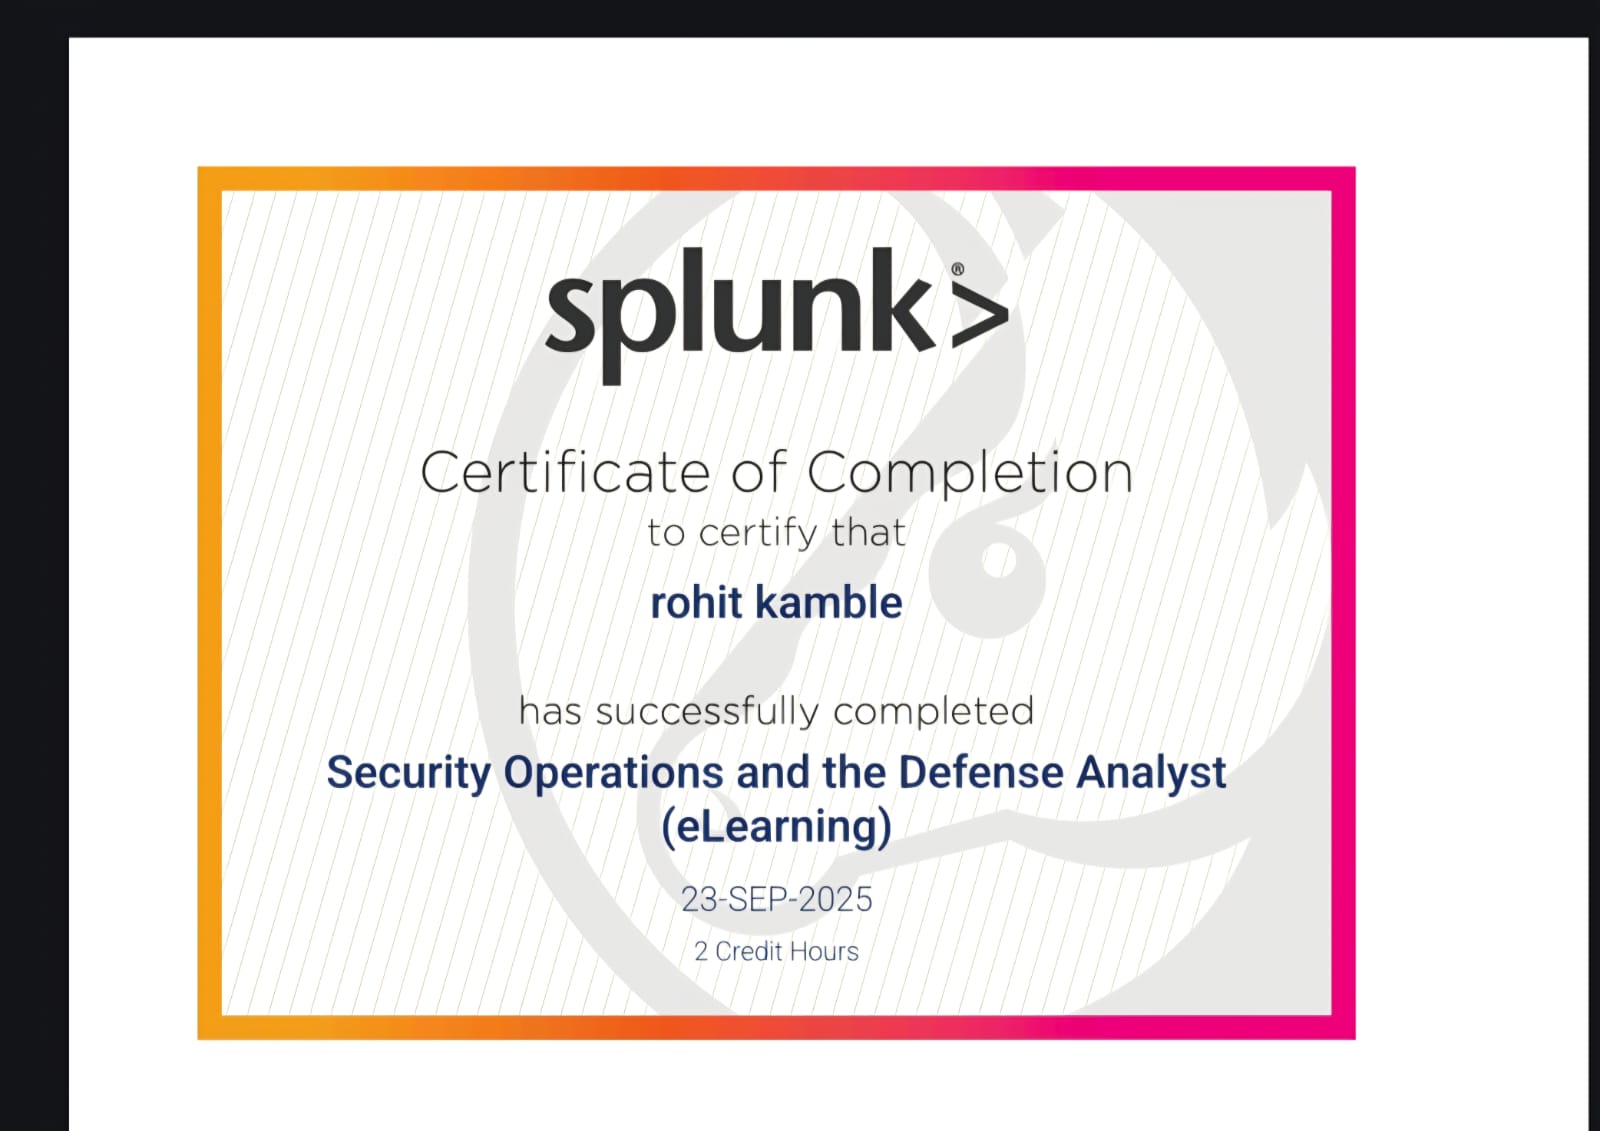 splunk>®
Certificate of Completion
to certify that
rohit kamble
has successfully completed
Security Operations and the Defense Analyst
(eLearning)
23-SEP-2025
2 Credit Hours